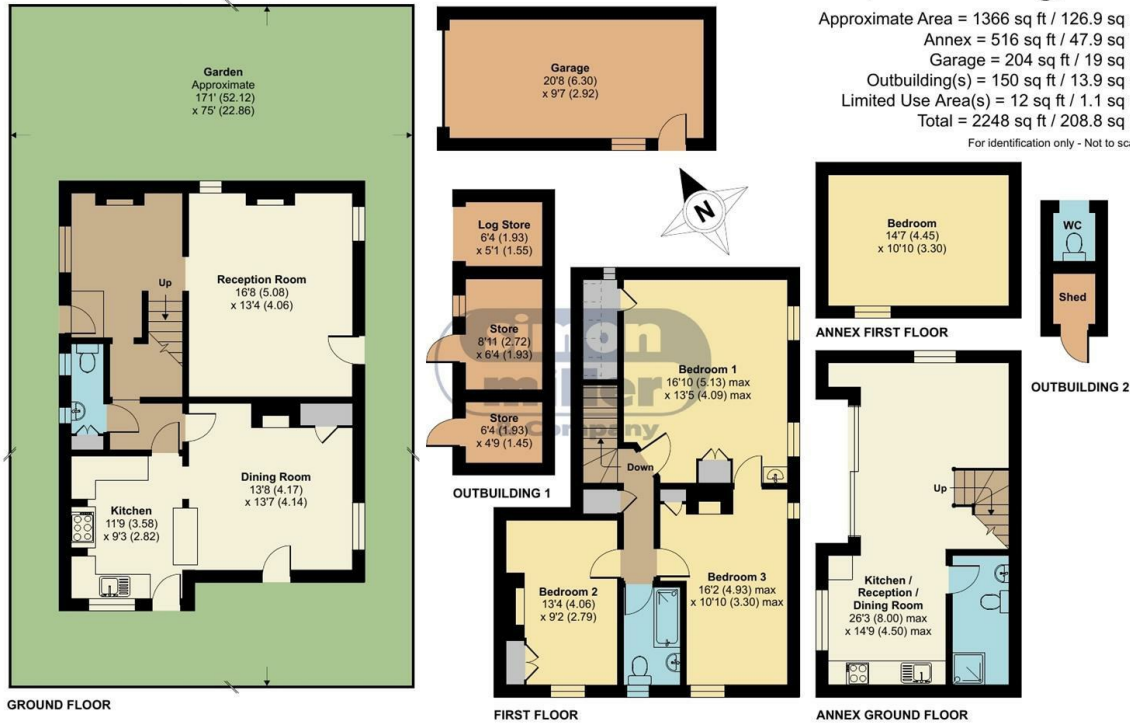 Approximate Area = 1366 sq ft / 126.9 sq
Annex = 516 sq ft / 47.9 sq
Garage = 204 sq ft / 19 sq
Outbuilding(s) = 150 sq ft / 13.9 sq
Limited Use Area(s) = 12 sq ft / 1.1 sq
Total = 2248 sq ft / 208.8 sq
For identification only - Not to sca
Garden
Approximate
171' (52.12)
x 75' (22.86)
Garage
20'8 (6.30)
x 9'7 (2.92)
N
Reception Room
16'8 (5.08)
x 13'4 (4.06)
Up
Dining Room
13'8 (4.17)
x 13'7 (4.14)
Kitchen
11'9 (3.58)
x 9'3 (2.82)
GROUND FLOOR
Log Store
6'4 (1.93)
x 5'1 (1.55)
Store
8'11 (2.72)
x 6'4 (1.93)
Store
6'4 (1.93)
x 4'9 (1.45)
OUTBUILDING 1
simon
miller
& Company
Bedroom 1
16'10 (5.13) max
x 13'5 (4.09) max
Down
Bedroom 2
13'4 (4.06)
x 9'2 (2.79)
Bedroom 3
16'2 (4.93) max
x 10'10 (3.30) max
FIRST FLOOR
Bedroom
14'7 (4.45)
x 10'10 (3.30)
ANNEX FIRST FLOOR
WC
Shed
OUTBUILDING 2
Up
Kitchen /
Reception /
Dining Room
26'3 (8.00) max
x 14'9 (4.50) max
ANNEX GROUND FLOOR